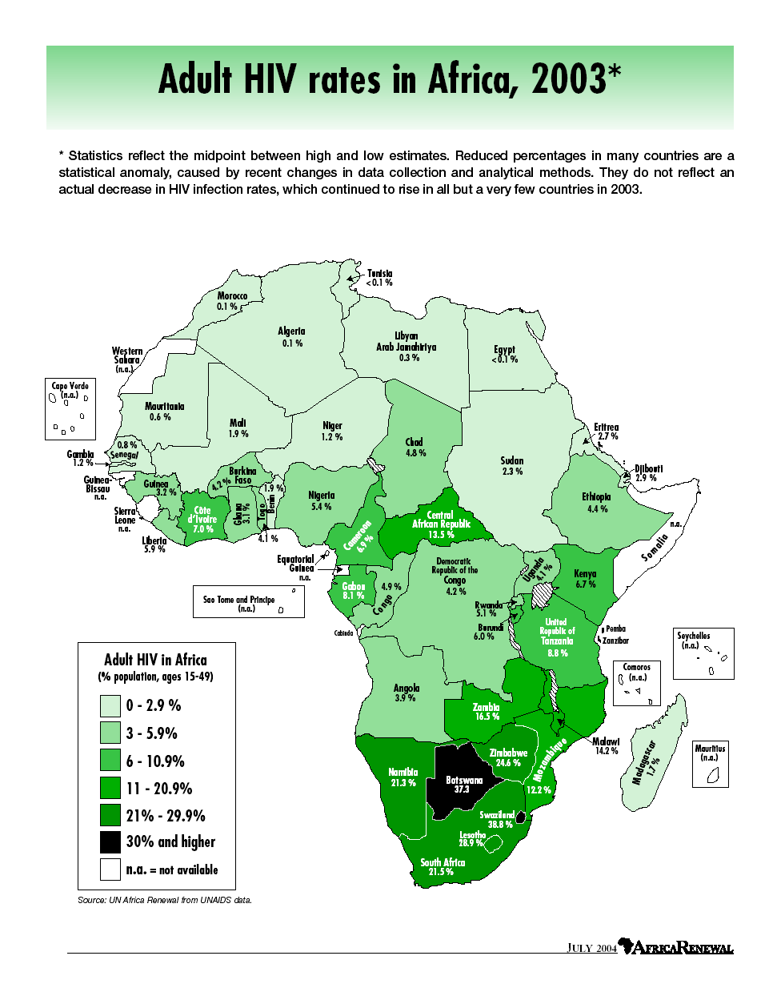 Adult HIV rates in Africa, 2003*
* Statistics reflect the midpoint between high and low estimates. Reduced percentages in many countries are a
statistical anomaly, caused by recent changes in data collection and analytical methods. They do not reflect an
actual decrease in HIV infection rates, which continued to rise in all but a very few countries in 2003.
Tunisia
< 0.1 %
Morocco
0.1 %
Algeria
0.1 %
Libyan
Arab Jamahiriya
0.3 %
Egypt
< 0.1 %
Western
Sahara
(n.a.)
Cape Verde
(n.a.)
Mauritania
0.6 %
Mali
1.9 %
Niger
1.2 %
Chad
4.8 %
Sudan
2.3 %
Eritrea
2.7 %
Djibouti
2.9 %
0.8 %
Senegal
Gambia
1.2 %
Guinea-
Bissau
n.a.
Guinea
3.2 %
Sierra
Leone
n.a.
Liberia
5.9 %
Côte
d'Ivoire
7.0 %
Burkina
Faso
4.2 %
Ghana
3.1 %
Togo
4.1 %
Benin
1.9 %
Nigeria
5.4 %
Cameroon
6.9 %
Central
African Republic
13.5 %
Ethiopia
4.4 %
Somalia
n.a.
Equatorial
Guinea
n.a.
Sao Tome and Principe
(n.a.)
Gabon
8.1 %
4.9 %
Congo
Cabinda
Democratic
Republic of the
Congo
4.2 %
Uganda
4.1 %
Kenya
6.7 %
Rwanda
5.1 %
Burundi
6.0 %
United
Republic of
Tanzania
8.8 %
Pemba
Zanzibar
Seychelles
(n.a.)
Comoros
(n.a.)
Angola
3.9 %
Zambia
16.5 %
Malawi
14.2 %
Mozambique
12.2 %
Zimbabwe
24.6 %
Namibia
21.3 %
Botswana
37.3
Swaziland
38.8 %
Lesotho
28.9 %
South Africa
21.5 %
Madagascar
1.7 %
Mauritius
(n.a.)
Adult HIV in Africa
(% population, ages 15-49)
0 - 2.9 %
3 - 5.9%
6 - 10.9%
11 - 20.9%
21% - 29.9%
30% and higher
n.a. = not available
Source: UN Africa Renewal from UNAIDS data.
JULY 2004 AFRICARENEWAL